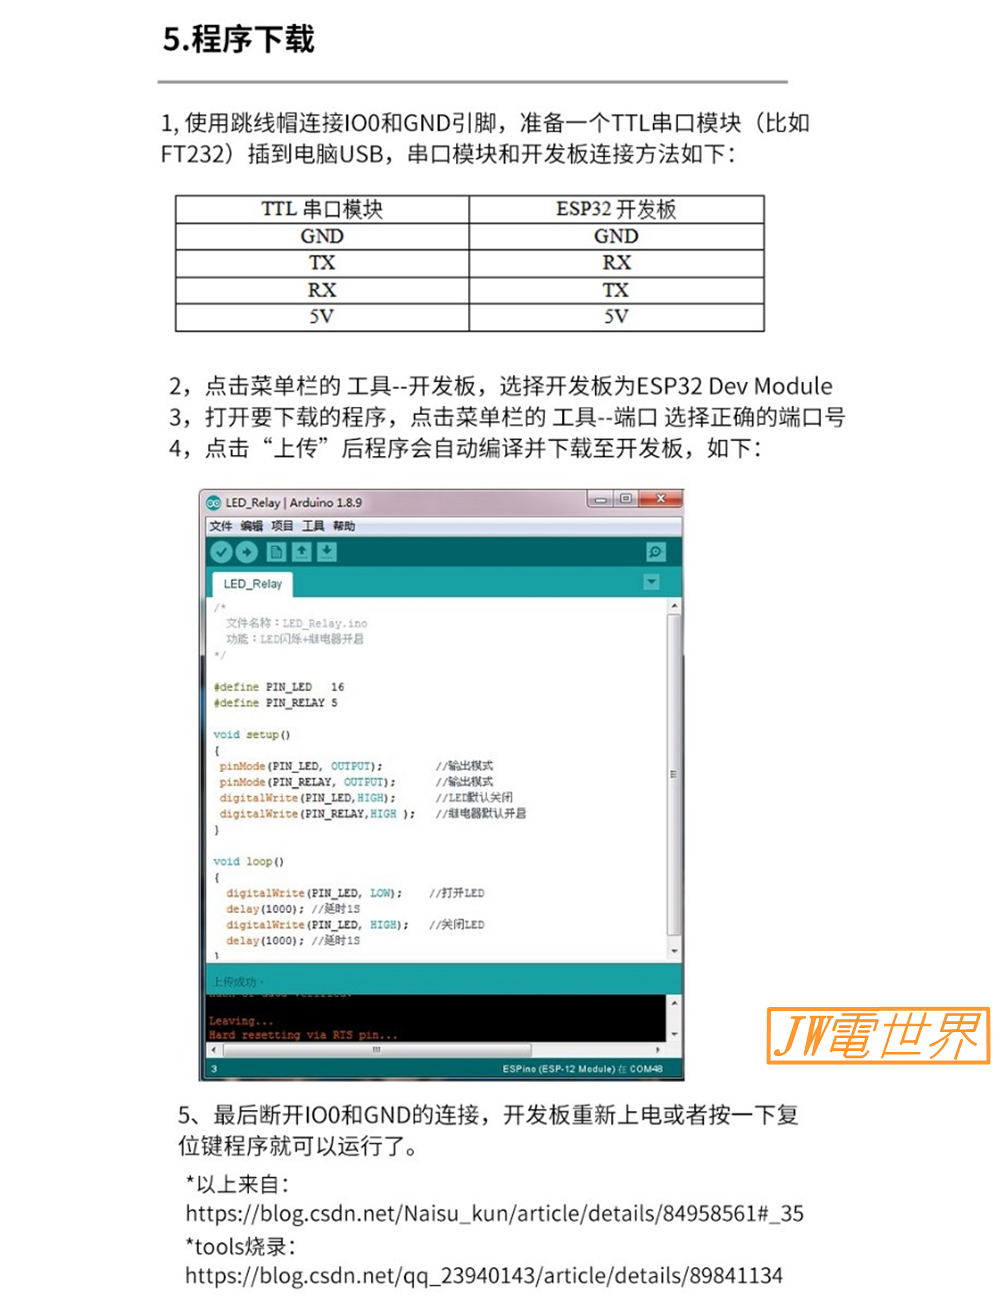 5.程序下载
1, 使用跳线帽连接IO0和GND引脚，准备一个TTL串口模块（比如
FT232）插到电脑USB，串口模块和开发板连接方法如下：
TTL 串口模块 ESP32 开发板
GND GND
TX RX
RX TX
5V 5V
2，点击菜单栏的 工具--开发板，选择开发板为ESP32 Dev Module
3，打开要下载的程序，点击菜单栏的 工具--端口 选择正确的端口号
4，点击“上传”后程序会自动编译并下载至开发板，如下：
LED_Relay | Arduino 1.8.9
文件 编辑 项目 工具 帮助
LED_Relay
/*
文件名称：LED_Relay.ino
功能：LED闪烁+继电器开启
*/
#define PIN_LED 16
#define PIN_RELAY 5
void setup()
{
pinMode(PIN_LED, OUTPUT); //输出模式
pinMode(PIN_RELAY, OUTPUT); //输出模式
digitalWrite(PIN_LED,HIGH); //LED默认关闭
digitalWrite(PIN_RELAY,HIGH ); //继电器默认开启
}
void loop()
{
digitalWrite(PIN_LED, LOW); //打开LED
delay(1000); //延时1S
digitalWrite(PIN_LED, HIGH); //关闭LED
delay(1000); //延时1S
}
上传成功。
Leaving...
Hard resetting via RTS pin...
3 ESPino (ESP-12 Module) 在 COM48
JW電世界
5、最后断开IO0和GND的连接，开发板重新上电或者按一下复
位键程序就可以运行了。
*以上来自：
https://blog.csdn.net/Naisu_kun/article/details/84958561#_35
*tools烧录：
https://blog.csdn.net/qq_23940143/article/details/89841134